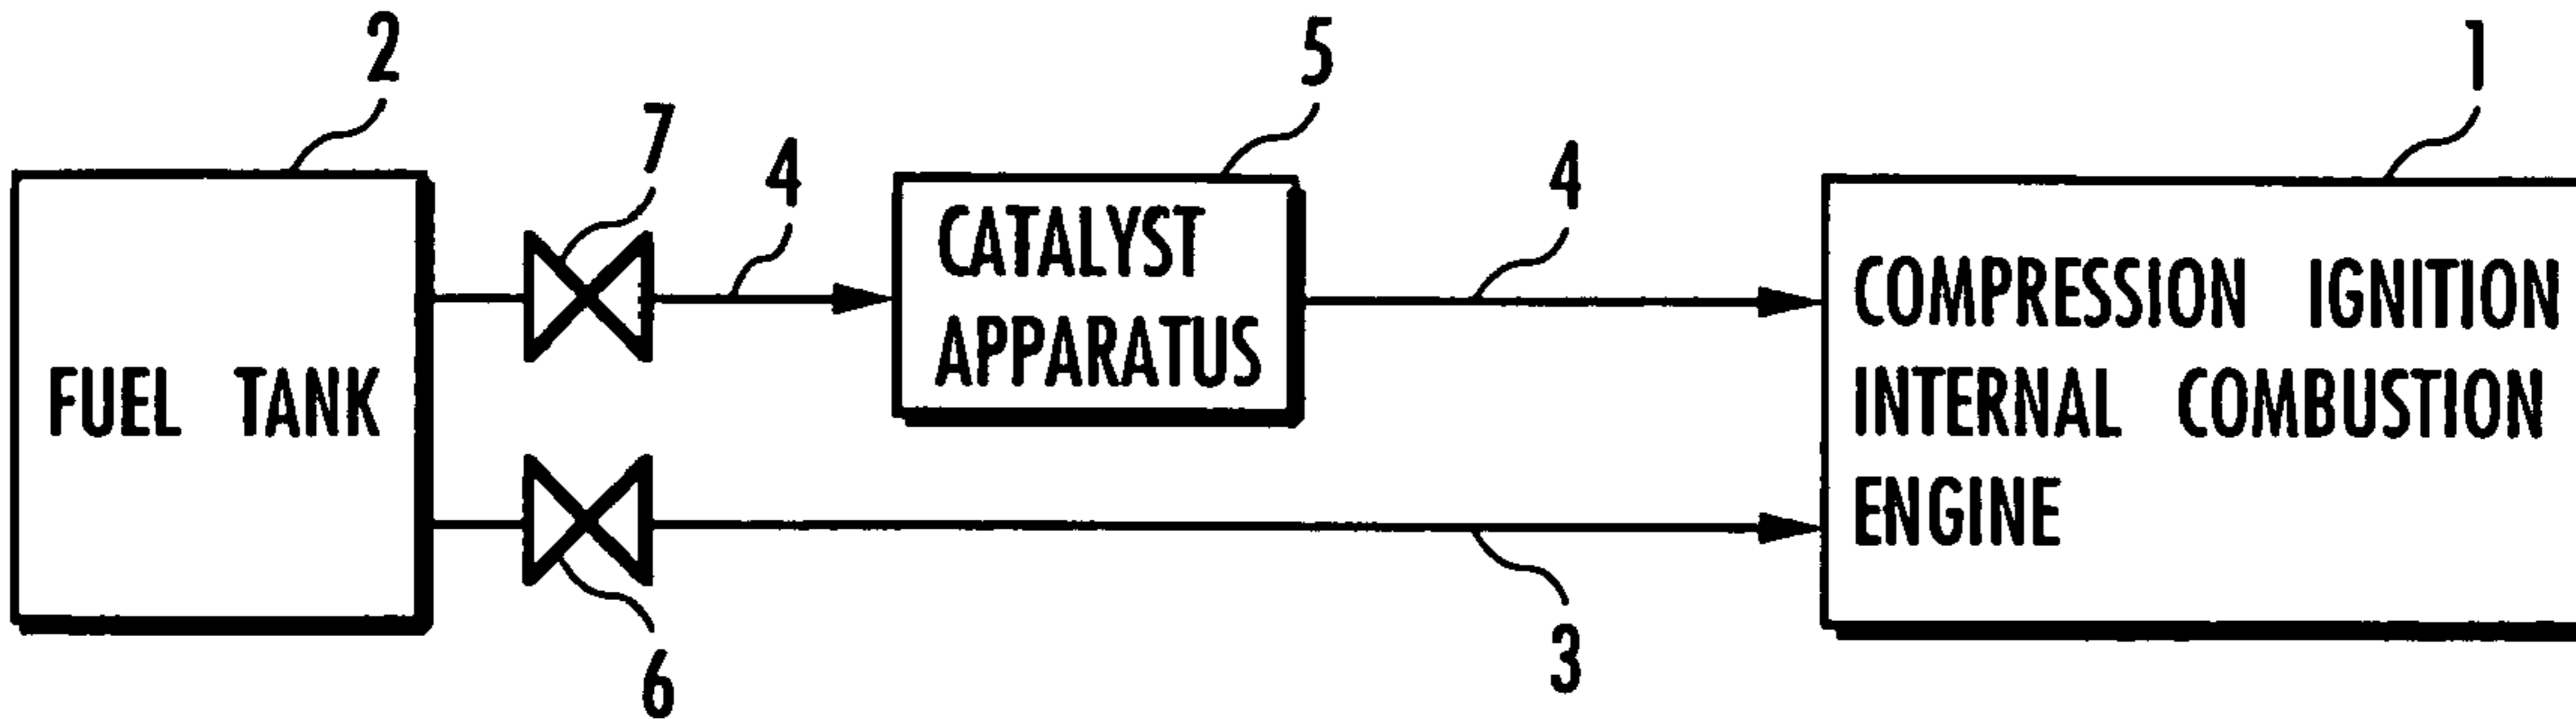 2
7
4
5
4
1
FUEL TANK
CATALYST
APPARATUS
COMPRESSION IGNITION
INTERNAL COMBUSTION
ENGINE
6
3